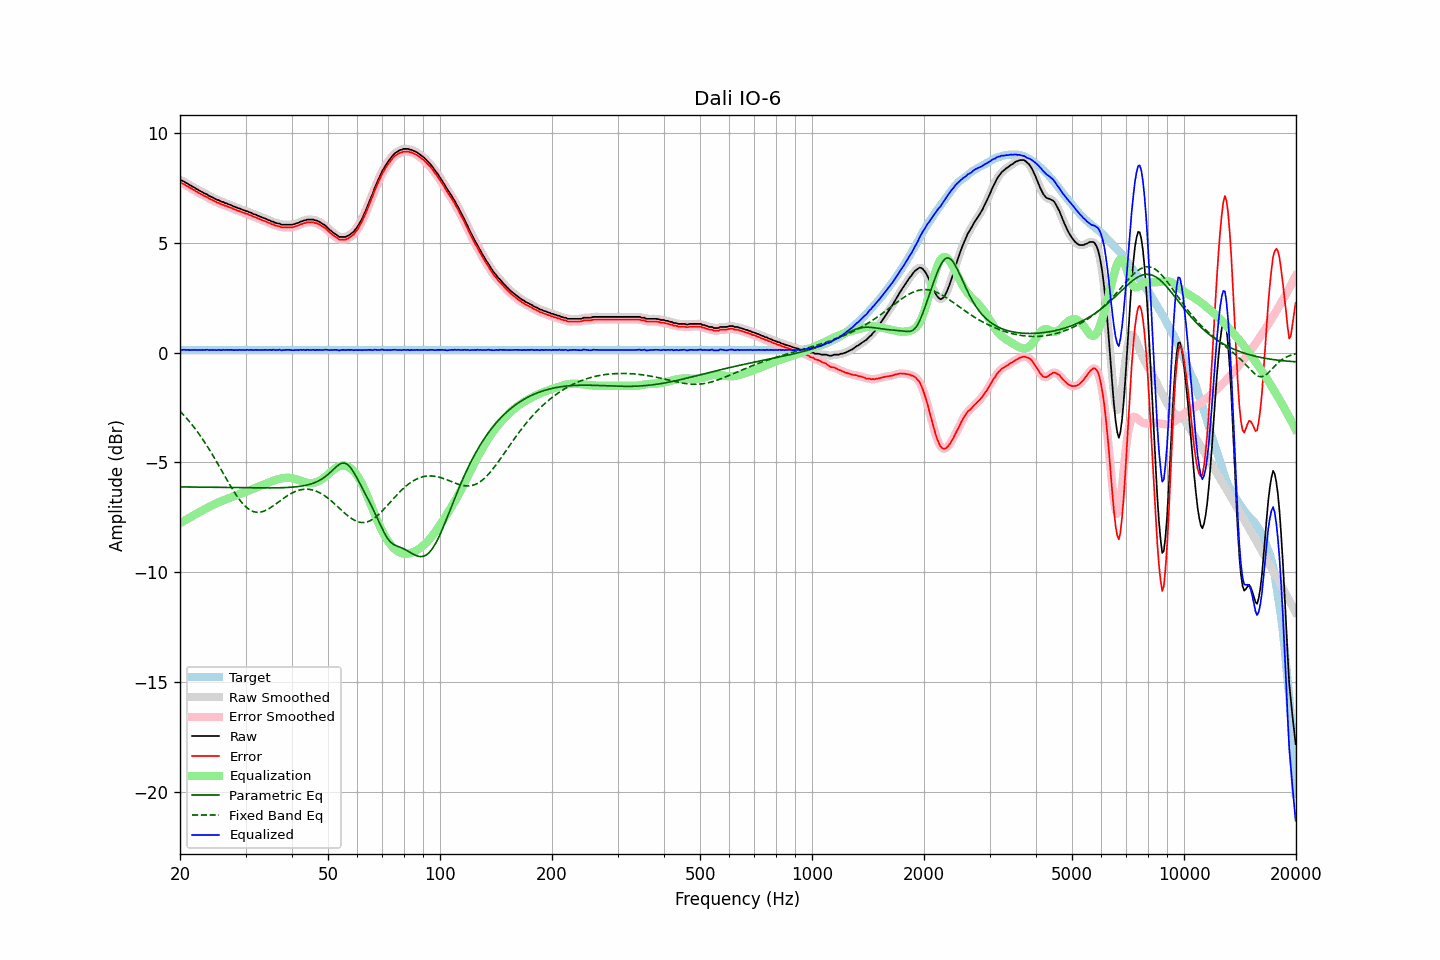 Dali IO-6
Amplitude (dBr)
10
5
0
−5
−10
−15
−20
Target
Raw Smoothed
Error Smoothed
Raw
Error
Equalization
Parametric Eq
Fixed Band Eq
Equalized
20 50 100 200 500 1000 2000 5000 10000 20000
Frequency (Hz)